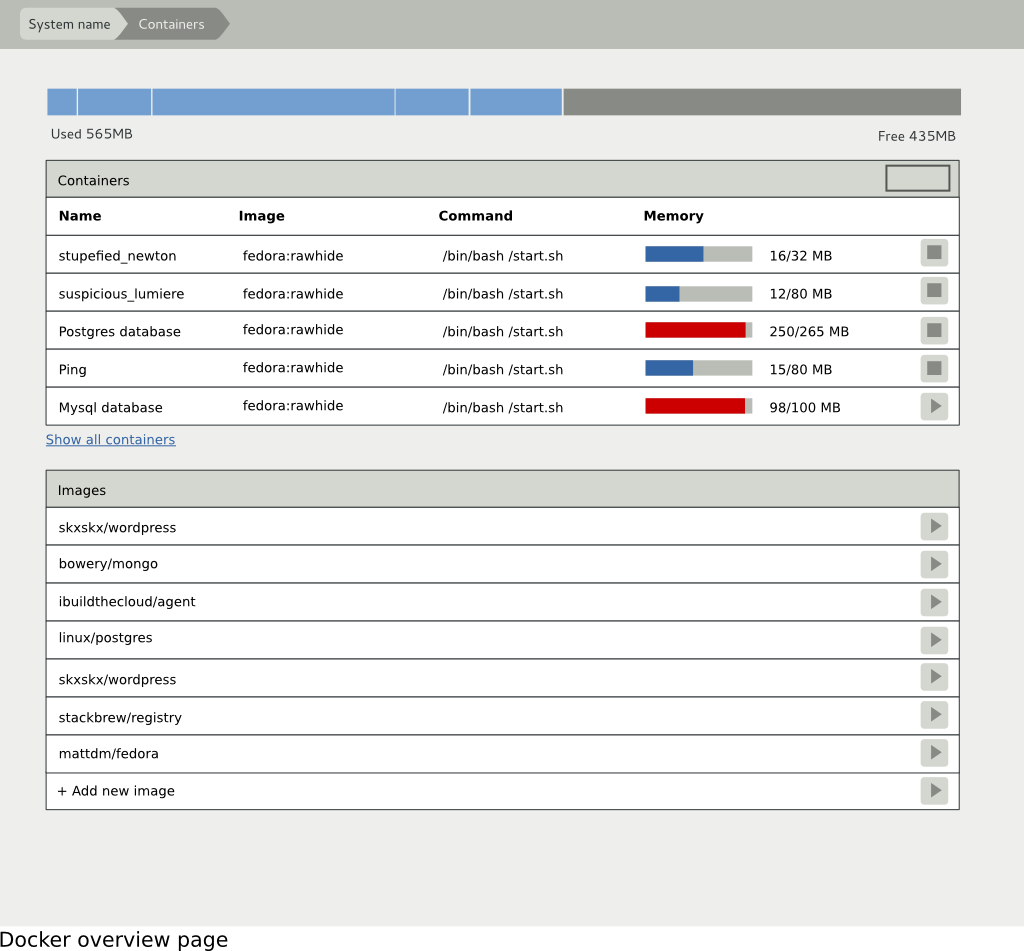 System name Containers
Used 565MB Free 435MB
Containers
Name Image Command Memory
stupefied_newton fedora:rawhide /bin/bash /start.sh 16/32 MB
suspicious_lumiere fedora:rawhide /bin/bash /start.sh 12/80 MB
Postgres database fedora:rawhide /bin/bash /start.sh 250/265 MB
Ping fedora:rawhide /bin/bash /start.sh 15/80 MB
Mysql database fedora:rawhide /bin/bash /start.sh 98/100 MB
Show all containers
Images
skxskx/wordpress
bowery/mongo
ibuildthecloud/agent
linux/postgres
skxskx/wordpress
stackbrew/registry
mattdm/fedora
+ Add new image
Docker overview page